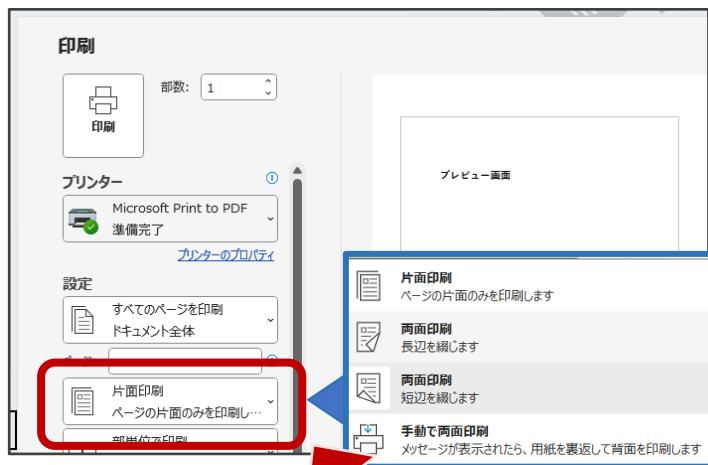 印刷
部数: 1
印刷
プリンター
Microsoft Print to PDF
準備完了
プリンターのプロパティ
設定
すべてのページを印刷
ドキュメント全体
片面印刷
ページの片面のみを印刷し…
部単位で印刷
プレビュー画面
片面印刷
ページの片面のみを印刷します
両面印刷
長辺を綴じます
両面印刷
短辺を綴じます
手動で両面印刷
メッセージが表示されたら、用紙を裏返して背面を印刷します